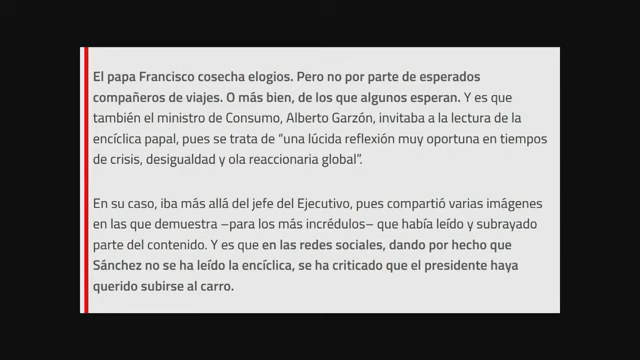 El papa Francisco cosecha elogios. Pero no por parte de esperados
compañeros de viajes. O más bien, de los que algunos esperan. Y es que
también el ministro de Consumo, Alberto Garzón, invitaba a la lectura de la
encíclica papal, pues se trata de “una lúcida reflexión muy oportuna en tiempos
de crisis, desigualdad y ola reaccionaria global”.
En su caso, iba más allá del jefe del Ejecutivo, pues compartió varias imágenes
en las que demuestra –para los más incrédulos– que había leído y subrayado
parte del contenido. Y es que en las redes sociales, dando por hecho que
Sánchez no se ha leído la encíclica, se ha criticado que el presidente haya
querido subirse al carro.